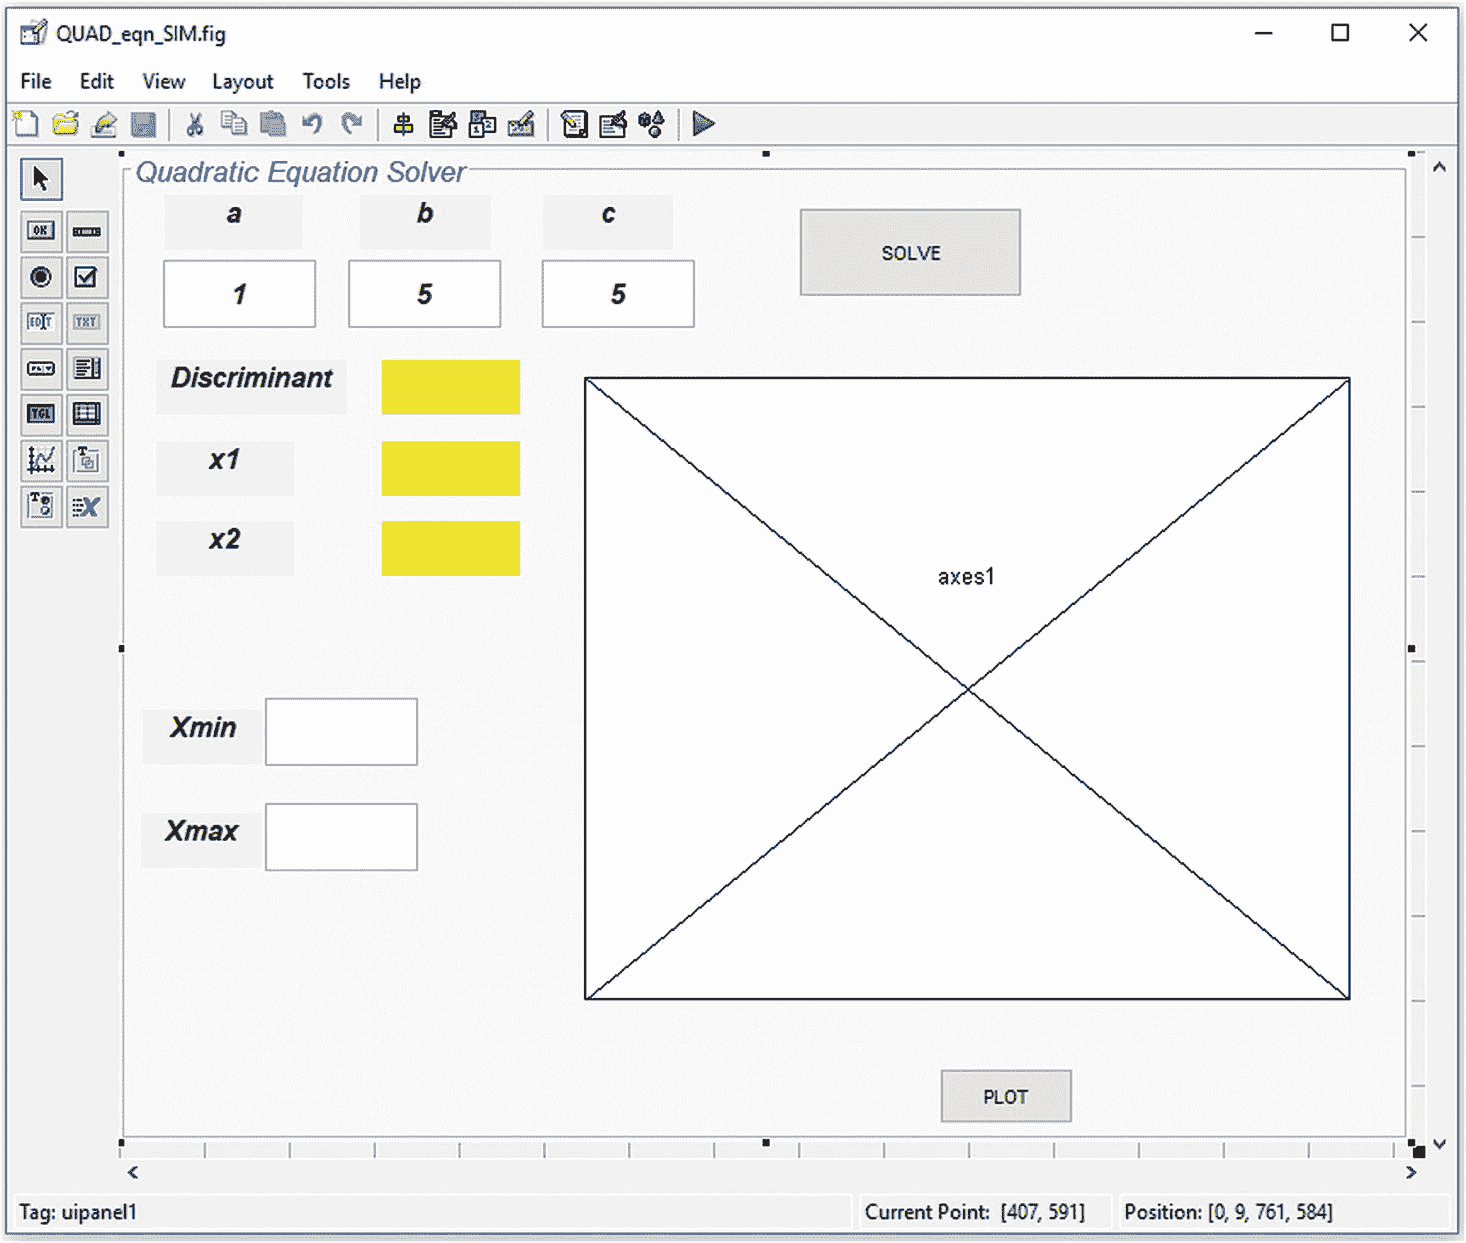 QUAD_eqn_SIM.fig
File Edit View Layout Tools Help
Quadratic Equation Solver
a b c
SOLVE
1 5 5
Discriminant
x1
x2
axes1
Xmin
Xmax
PLOT
Tag: uipanel1 Current Point: [407, 591] Position: [0, 9, 761, 584]